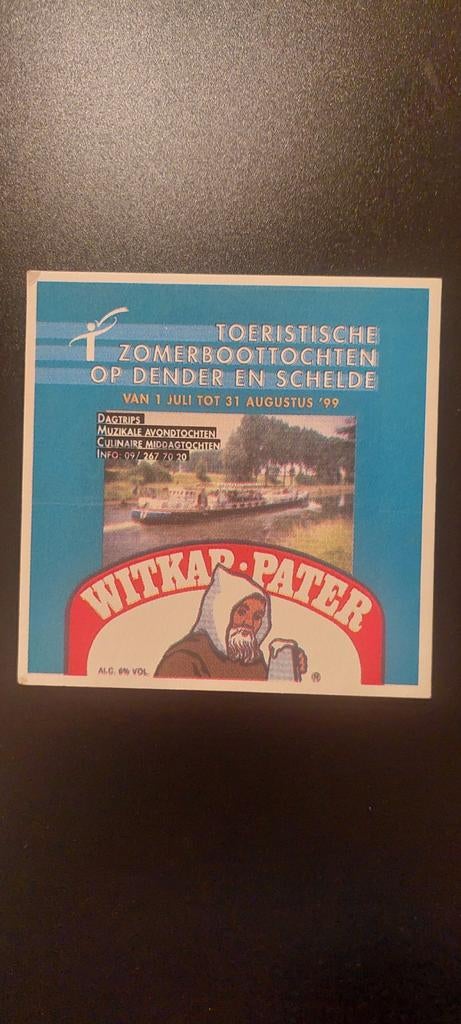 TOERISTISCHE
ZOMERBOOTTOCHTEN
OP DENDER EN SCHELDE
VAN 1 JULI TOT 31 AUGUSTUS '99
DAGTRIPS
MUZIKALE AVONDTOCHTEN
CULINAIRE MIDDAGTOCHTEN
INFO: 09/ 267 70 20
WITKAP·PATER
ALC. 6% VOL.
®